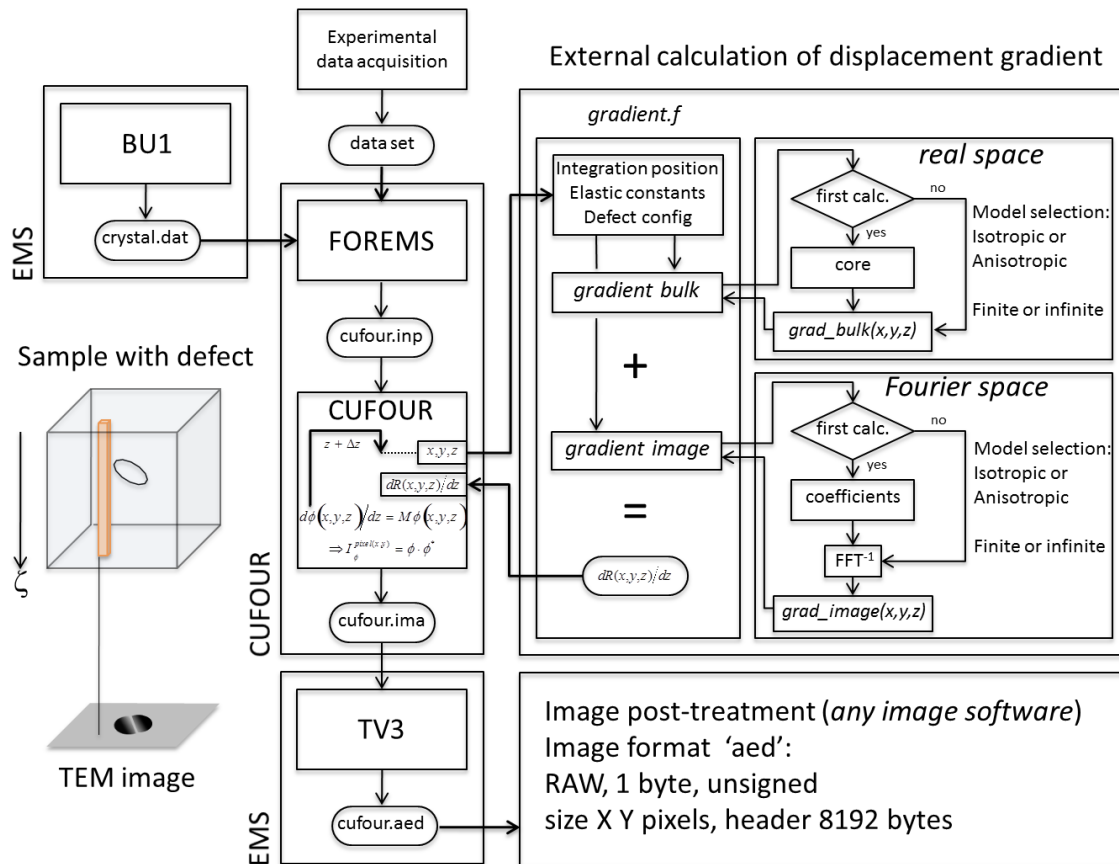 Experimental
data acquisition
data set
BU1
crystal.dat
EMS
FOREMS
cufour.inp
CUFOUR
z + Δz
x,y,z
dR(x,y,z)/dz
dϕ(x,y,z)/dz = Mϕ(x,y,z)
⇒ I_ϕ^pixel(x,y) = ϕ · ϕ*
cufour.ima
CUFOUR
TV3
cufour.aed
EMS
Sample with defect
ζ
TEM image
External calculation of displacement gradient
gradient.f
Integration position
Elastic constants
Defect config
gradient bulk
+
gradient image
=
dR(x,y,z)/dz
real space
first calc.
no
yes
core
grad_bulk(x,y,z)
Model selection:
Isotropic or
Anisotropic
Finite or infinite
Fourier space
first calc.
no
yes
coefficients
FFT-1
grad_image(x,y,z)
Model selection:
Isotropic or
Anisotropic
Finite or infinite
Image post-treatment (any image software)
Image format ‘aed’:
RAW, 1 byte, unsigned
size X Y pixels, header 8192 bytes